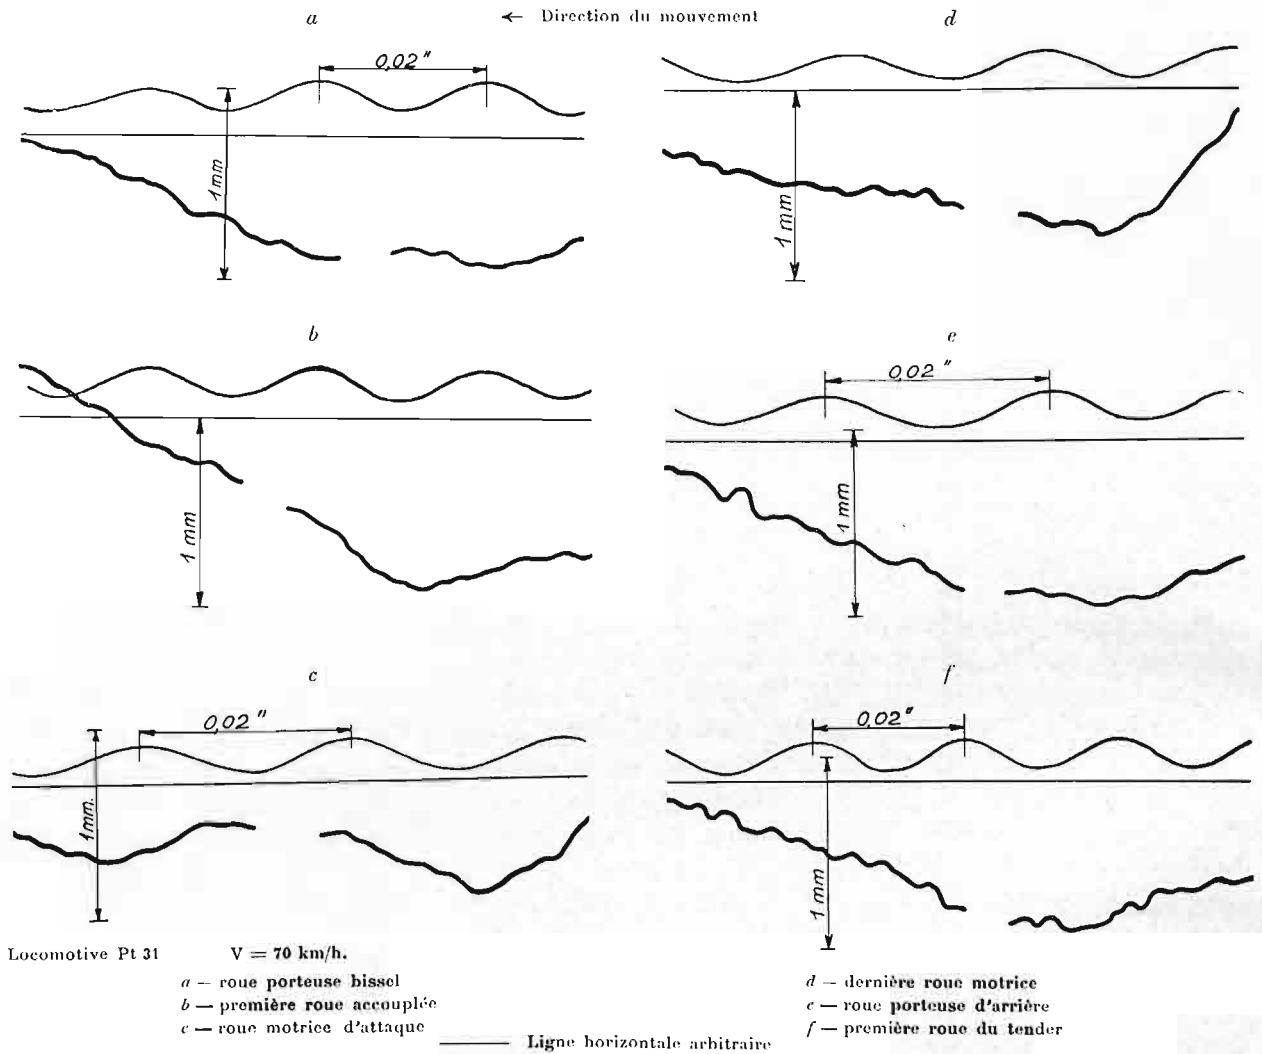 ← Direction du mouvement
a
d
0,02"
1 mm
1 mm
b
e
0,02"
1 mm
1 mm
c
f
0,02"
0,02"
1 mm.
1 mm
Locomotive Pt 31 V = 70 km/h.
a — roue porteuse bissel
b — première roue accouplée
c — roue motrice d'attaque
d — dernière roue motrice
e — roue porteuse d'arrière
f — première roue du tender
——— Ligne horizontale arbitraire